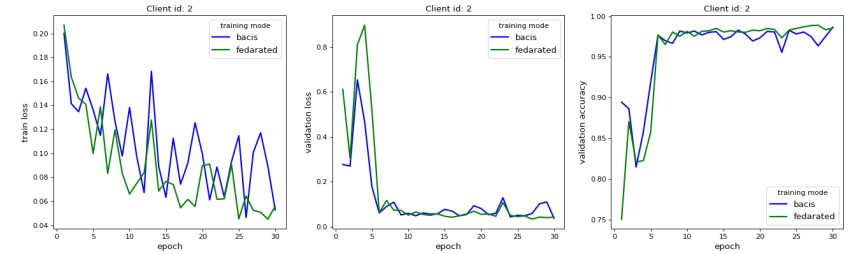 Client id: 2
train loss
0.20
0.18
0.16
0.14
0.12
0.10
0.08
0.06
0.04
training mode
bacis
fedarated
0
5
10
15
20
25
30
epoch
Client id: 2
validation loss
0.8
0.6
0.4
0.2
0.0
training mode
bacis
fedarated
0
5
10
15
20
25
30
epoch
Client id: 2
validation accuracy
1.00
0.95
0.90
0.85
0.80
0.75
training mode
bacis
fedarated
0
5
10
15
20
25
30
epoch